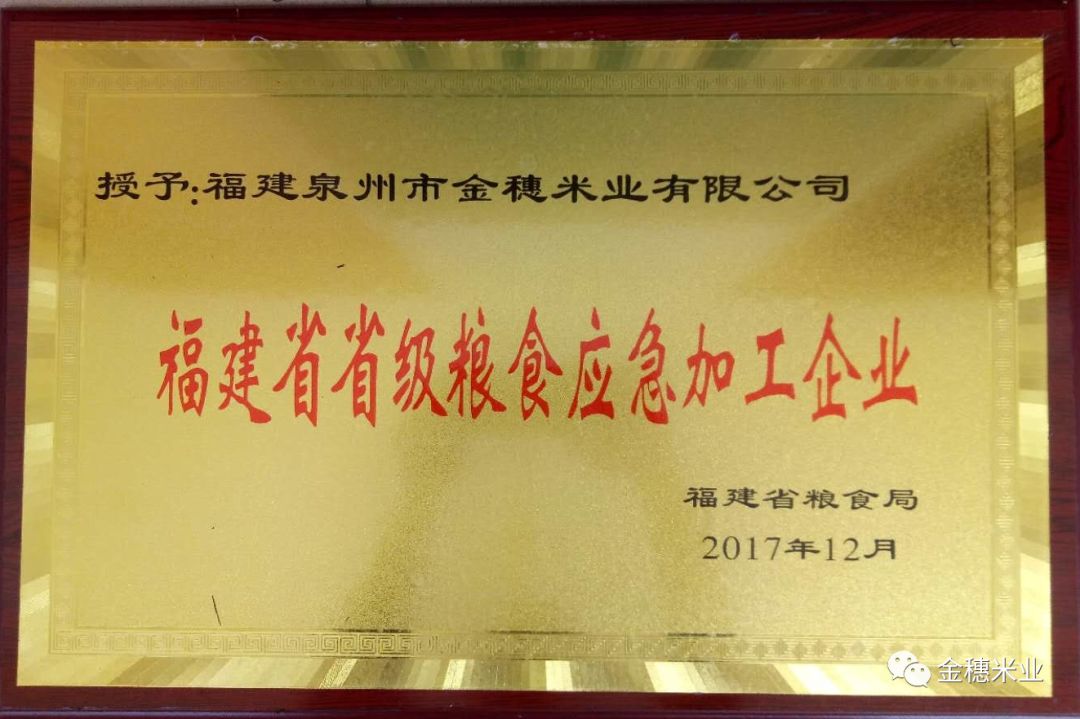 授予:福建泉州市金穗米业有限公司
福建省省级粮食应急加工企业
福建省粮食局
2017年12月
金穗米业